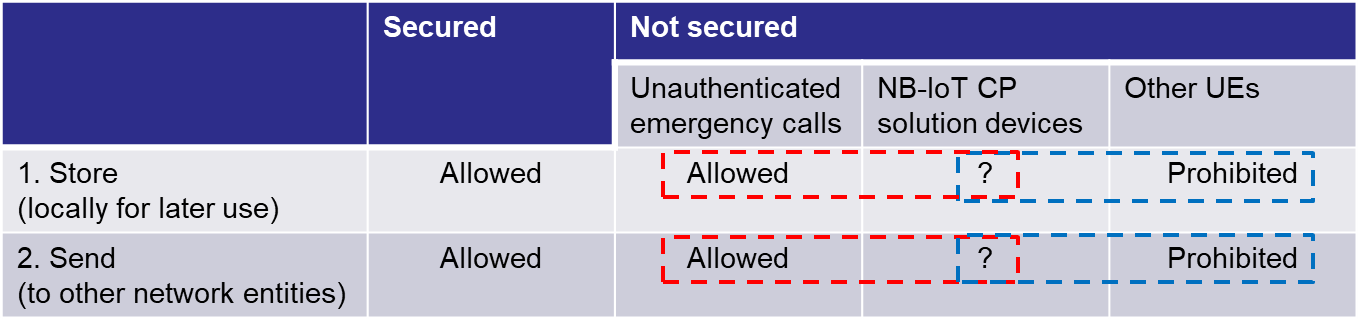 Secured
Not secured
Unauthenticated
emergency calls
NB-IoT CP
solution devices
Other UEs
1. Store
(locally for later use)
Allowed
Allowed
?
Prohibited
2. Send
(to other network entities)
Allowed
Allowed
?
Prohibited